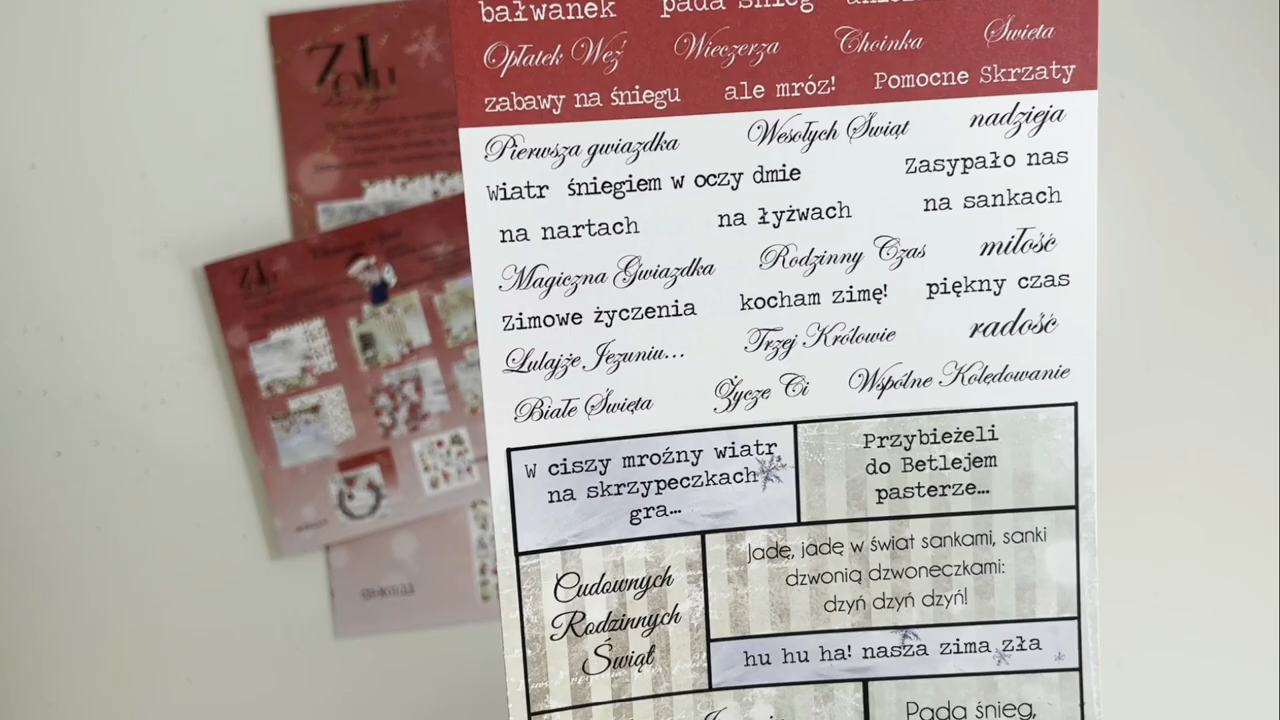 bałwanek pada śnieg
Opłatek Weź Wieczerza Choinka Święta
zabawy na śniegu ale mróz! Pomocne Skrzaty
Pierwsza gwiazdka Wesołych Świąt nadzieja
Wiatr śniegiem w oczy dmie Zasypało nas
na nartach na łyżwach na sankach
Magiczna Gwiazdka Rodzinny Czas miłość
Zimowe życzenia kocham zimę! piękny czas
Lulajże Jezuniu... Trzej Królowie radość
Białe Święta Życzę Ci Wspólne Kolędowanie
W ciszy mroźny wiatr
na skrzypeczkach
gra...
Przybieżeli
do Betlejem
pasterze...
Cudownych
Rodzinnych
Świąt
Jadę, jadę w świat sankami, sanki
dzwonią dzwoneczkami:
dzyń dzyń dzyń!
hu hu ha! nasza zima zła
Pada śnieg,